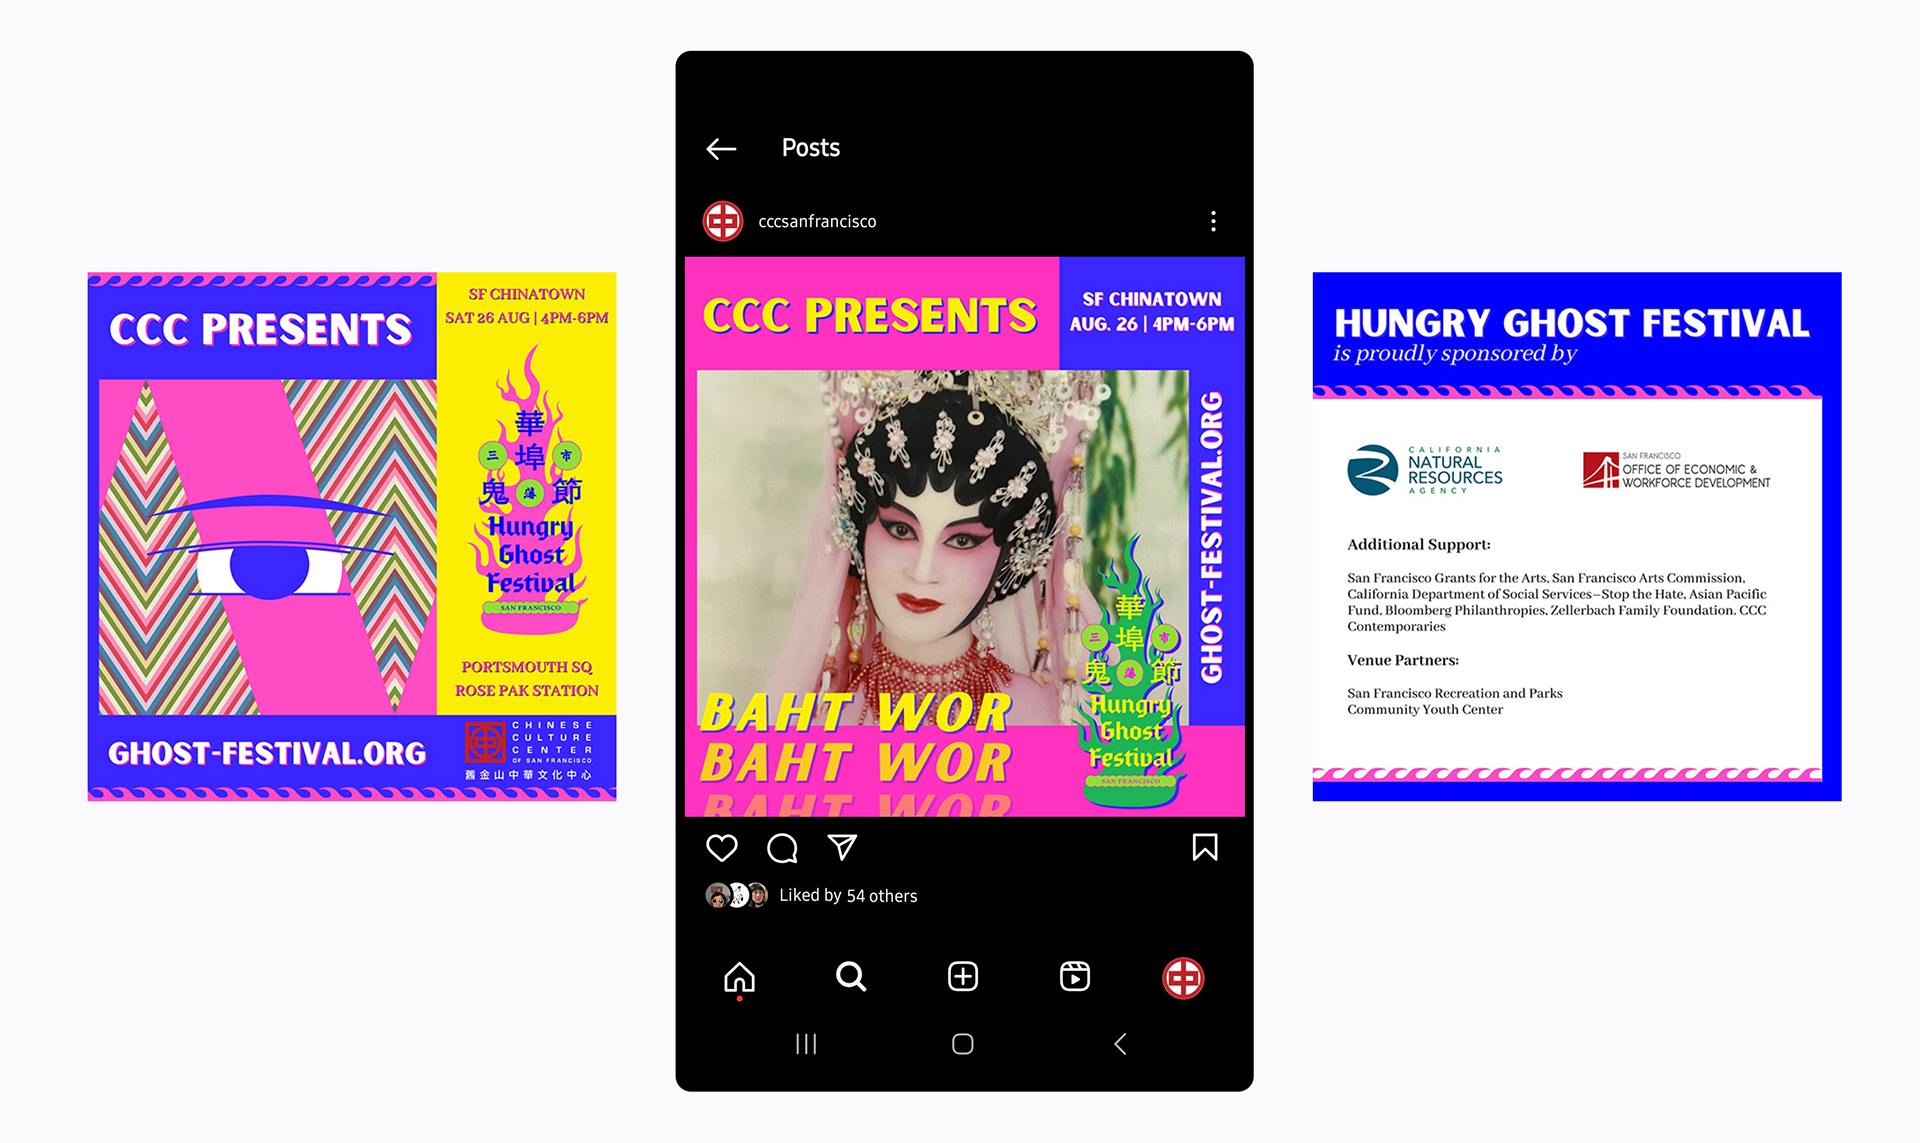 CCC PRESENTS
SF CHINATOWN
SAT 26 AUG | 4PM-6PM
華
三 埠 市
鬼 藩 節
Hungry
Ghost
Festival
SAN FRANCISCO
PORTSMOUTH SQ
ROSE PAK STATION
GHOST-FESTIVAL.ORG
CHINESE
CULTURE
CENTER
OF SAN FRANCISCO
舊金山中華文化中心
Posts
cccsanfrancisco
CCC PRESENTS
SF CHINATOWN
AUG. 26 | 4PM-6PM
GHOST-FESTIVAL.ORG
華
三 埠 市
鬼 藩 節
Hungry
Ghost
Festival
SAN FRANCISCO
BAHT WOR
BAHT WOR
BAHT WOR
Liked by 54 others
HUNGRY GHOST FESTIVAL
is proudly sponsored by
CALIFORNIA
NATURAL
RESOURCES
AGENCY
SAN FRANCISCO
OFFICE OF ECONOMIC &
WORKFORCE DEVELOPMENT
Additional Support:
San Francisco Grants for the Arts, San Francisco Arts Commission,
California Department of Social Services–Stop the Hate, Asian Pacific
Fund, Bloomberg Philanthropies, Zellerbach Family Foundation. CCC
Contemporaries
Venue Partners:
San Francisco Recreation and Parks
Community Youth Center